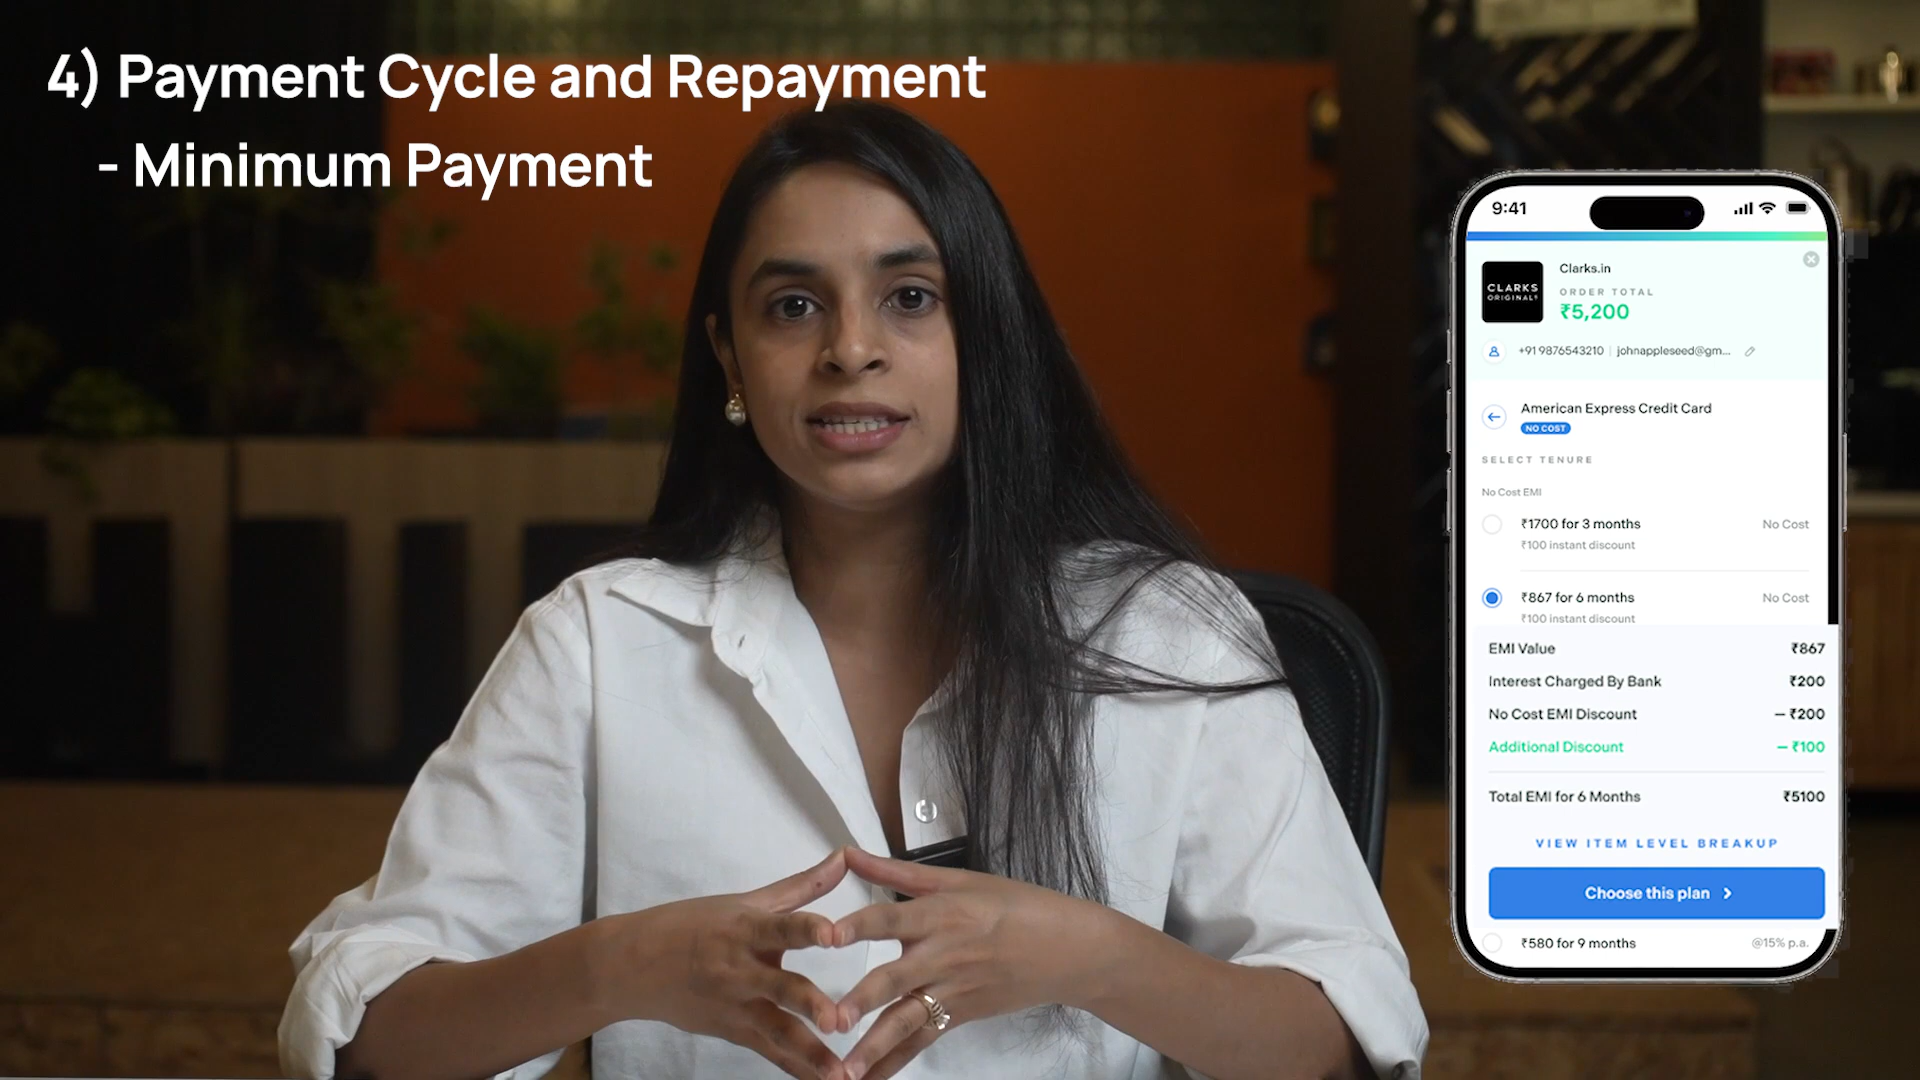 4) Payment Cycle and Repayment
- Minimum Payment
9:41
CLARKS
ORIGINALS
Clarks.in
ORDER TOTAL
₹5,200
+91 9876543210 | johnappleseed@gm...
American Express Credit Card
NO COST
SELECT TENURE
No Cost EMI
₹1700 for 3 months No Cost
₹100 instant discount
₹867 for 6 months No Cost
₹100 instant discount
EMI Value ₹867
Interest Charged By Bank ₹200
No Cost EMI Discount – ₹200
Additional Discount – ₹100
Total EMI for 6 Months ₹5100
VIEW ITEM LEVEL BREAKUP
Choose this plan
₹580 for 9 months @15% p.a.